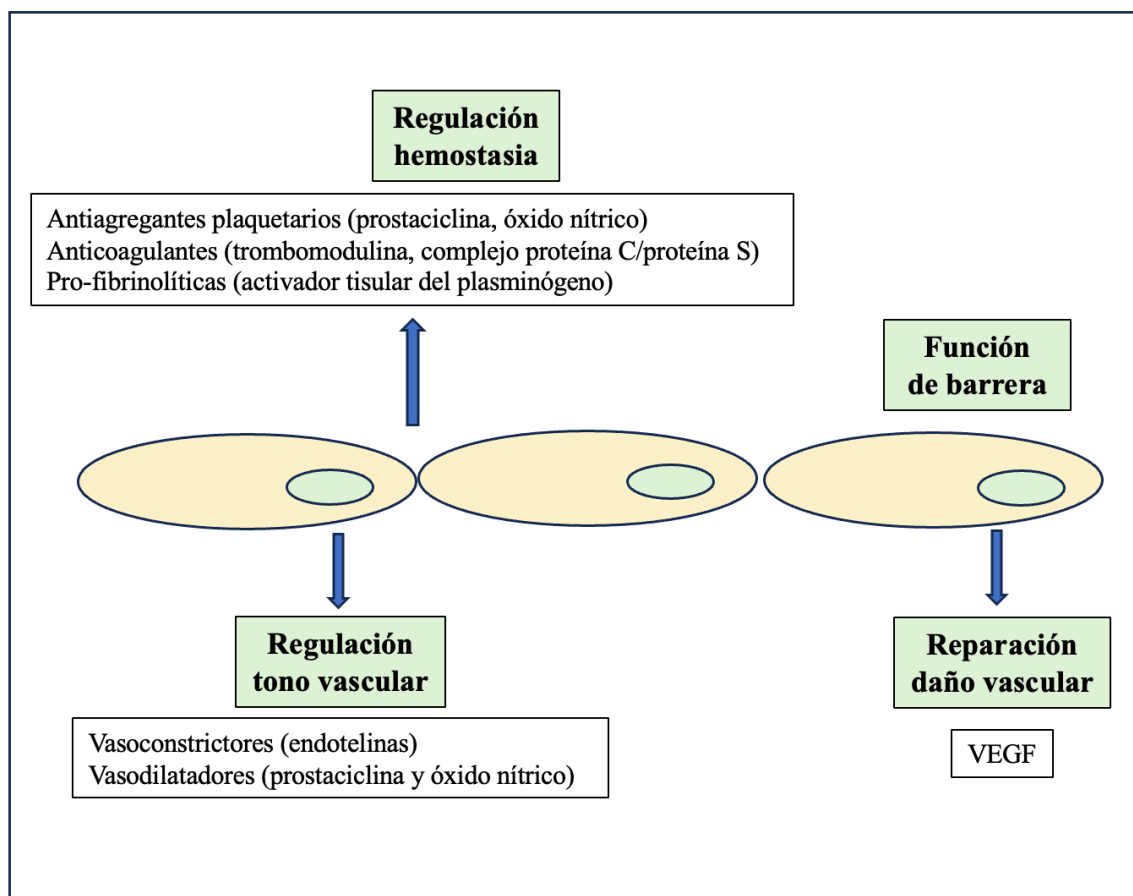 Regulación
hemostasia
Antiagregantes plaquetarios (prostaciclina, óxido nítrico)
Anticoagulantes (trombomodulina, complejo proteína C/proteína S)
Pro-fibrinolíticas (activador tisular del plasminógeno)
Función
de barrera
Regulación
tono vascular
Vasoconstrictores (endotelinas)
Vasodilatadores (prostaciclina y óxido nítrico)
Reparación
daño vascular
VEGF